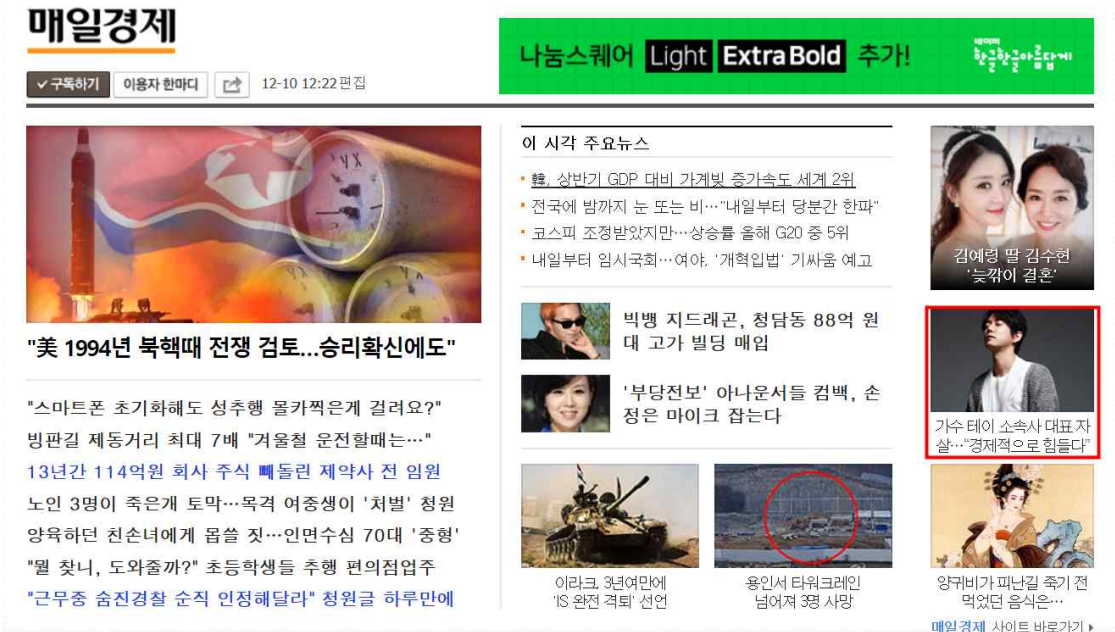 매일경제
구독하기
이용자 한마디
12-10 12:22 편집
나눔스퀘어 Light ExtraBold 추가!
네이버
한글한글아름답게
"美 1994년 북핵때 전쟁 검토...승리확신에도"
"스마트폰 초기화해도 성추행 몰카찍은게 걸려요?"
빙판길 제동거리 최대 7배 "겨울철 운전할때는…"
13년간 114억원 회사 주식 빼돌린 제약사 전 임원
노인 3명이 죽은개 토막…목격 여중생이 '처벌' 청원
양육하던 친손녀에게 몹쓸 짓…인면수심 70대 '중형'
"뭘 찾니, 도와줄까?" 초등학생들 추행 편의점업주
"근무중 숨진경찰 순직 인정해달라" 청원글 하루만에
이 시각 주요뉴스
韓, 상반기 GDP 대비 가계빚 증가속도 세계 2위
전국에 밤까지 눈 또는 비…"내일부터 당분간 한파"
코스피 조정받았지만…상승률 올해 G20 중 5위
내일부터 임시국회…여야, '개혁입법' 기싸움 예고
빅뱅 지드래곤, 청담동 88억 원
대 고가 빌딩 매입
'부당전보' 아나운서들 컴백, 손
정은 마이크 잡는다
이라크, 3년여만에
'IS 완전 격퇴' 선언
용인서 타워크레인
넘어져 3명 사망
김예령 딸 김수현
'늦깎이 결혼'
가수 테이 소속사 대표 자
살…"경제적으로 힘들다"
양귀비가 피난길 죽기 전
먹었던 음식은…
매일경제 사이트 바로가기